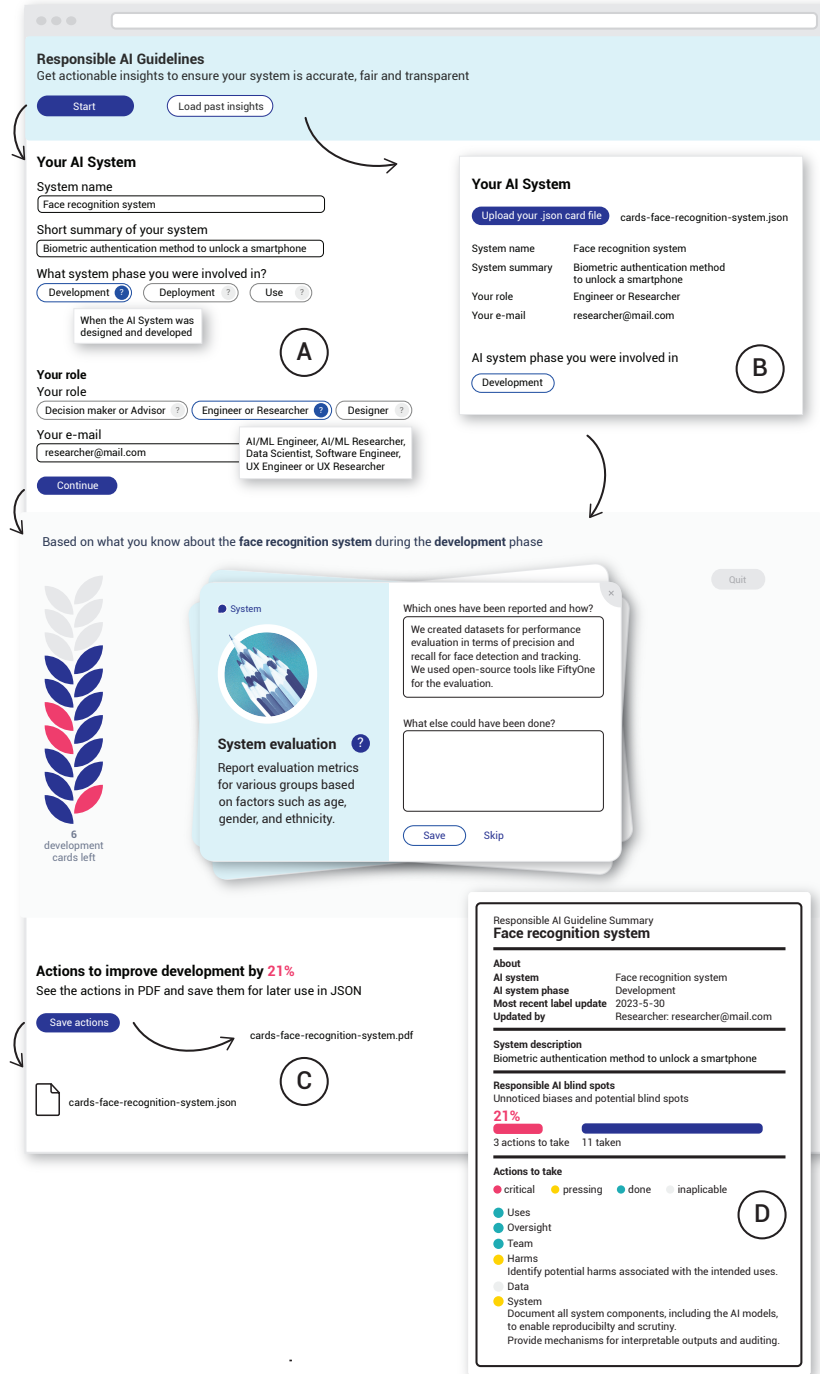 Responsible AI Guidelines
Get actionable insights to ensure your system is accurate, fair and transparent
Start
Load past insights
Your AI System
System name
Face recognition system
Short summary of your system
Biometric authentication method to unlock a smartphone
What system phase you were involved in?
Development ?
Deployment ?
Use ?
When the AI System was
designed and developed
A
Your role
Your role
Decision maker or Advisor ?
Engineer or Researcher ?
Designer ?
Your e-mail
researcher@mail.com
AI/ML Engineer, AI/ML Researcher,
Data Scientist, Software Engineer,
UX Engineer or UX Researcher
Continue
Your AI System
Upload your .json card file
cards-face-recognition-system.json
System name Face recognition system
System summary Biometric authentication method
to unlock a smartphone
Your role Engineer or Researcher
Your e-mail researcher@mail.com
AI system phase you were involved in
Development
B
Based on what you know about the face recognition system during the development phase
Quit
6
development
cards left
System
System evaluation ?
Report evaluation metrics
for various groups based
on factors such as age,
gender, and ethnicity.
×
Which ones have been reported and how?
We created datasets for performance
evaluation in terms of precision and
recall for face detection and tracking.
We used open-source tools like FiftyOne
for the evaluation.
What else could have been done?
Save
Skip
Actions to improve development by 21%
See the actions in PDF and save them for later use in JSON
Save actions
cards-face-recognition-system.pdf
C
cards-face-recognition-system.json
Responsible AI Guideline Summary
Face recognition system
About
AI system Face recognition system
AI system phase Development
Most recent label update 2023-5-30
Updated by Researcher: researcher@mail.com
System description
Biometric authentication method to unlock a smartphone
Responsible AI blind spots
Unnoticed biases and potential blind spots
21%
3 actions to take 11 taken
Actions to take
critical pressing done inaplicable
D
Uses
Oversight
Team
Harms
Identify potential harms associated with the intended uses.
Data
System
Document all system components, including the AI models,
to enable reproducibilty and scrutiny.
Provide mechanisms for interpretable outputs and auditing.